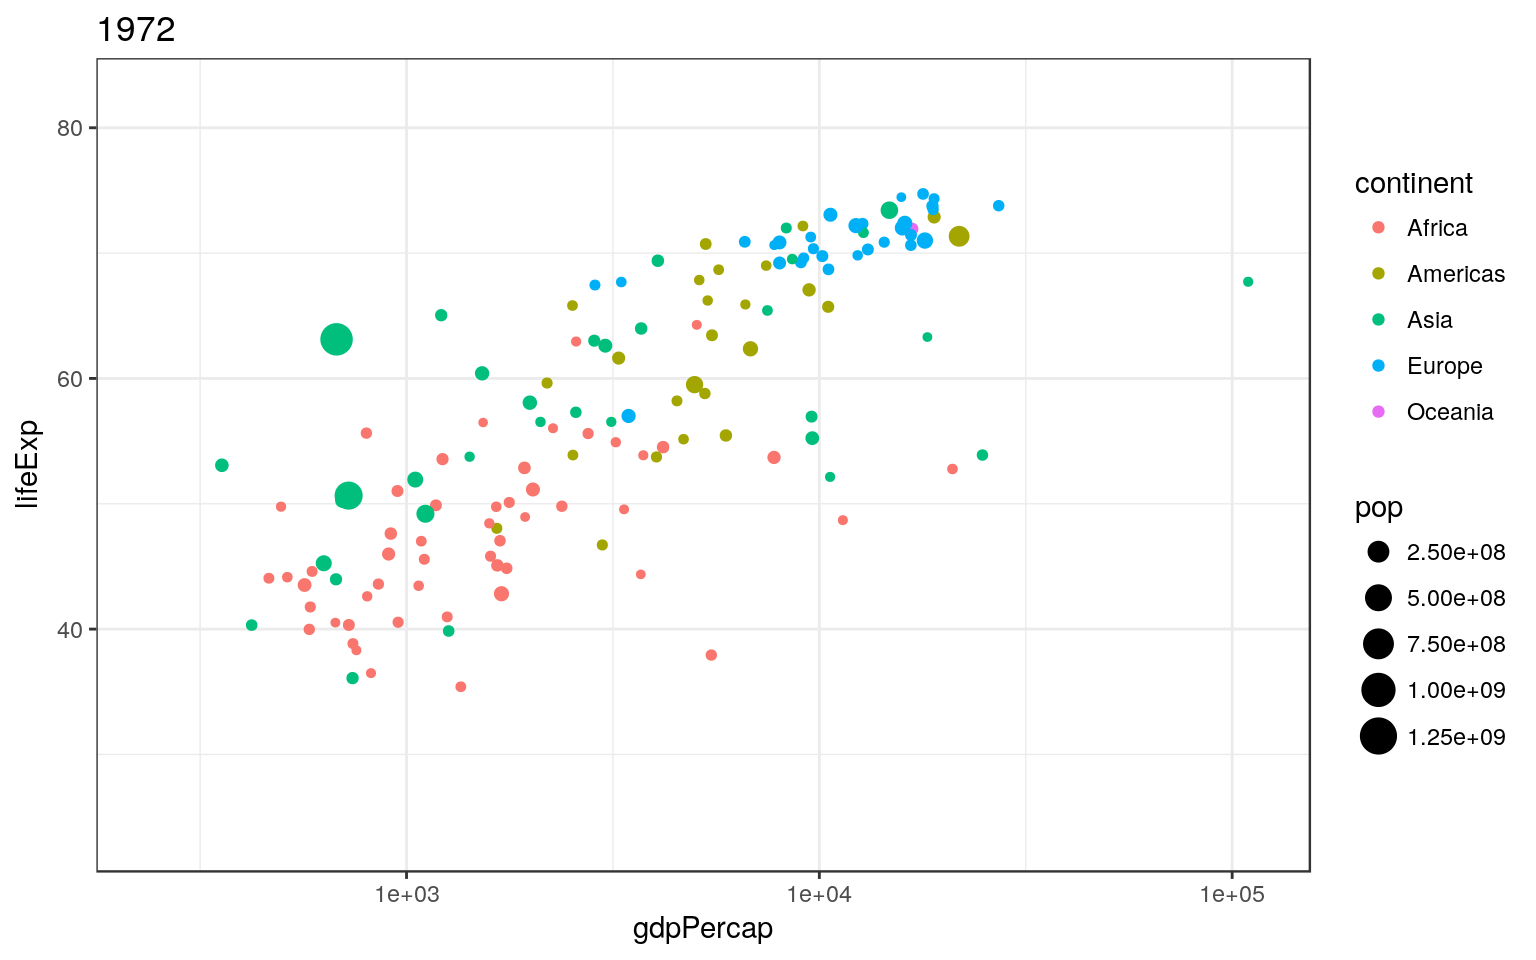 1972
80
60
40
lifeExp
1e+03
1e+04
1e+05
gdpPercap
continent
Africa
Americas
Asia
Europe
Oceania
pop
2.50e+08
5.00e+08
7.50e+08
1.00e+09
1.25e+09